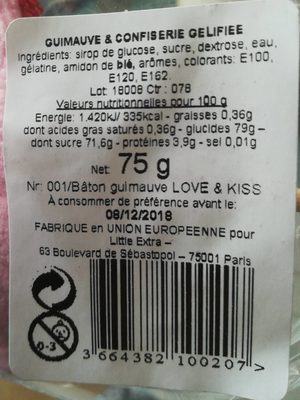 GUIMAUVE & CONFISERIE GELIFIEE
Ingrédients: sirop de glucose, sucre, dextrose, eau,
gélatine, amidon de blé, arômes, colorants: E100,
E120, E162.
Lot: 18008 Ctr : 078
Valeurs nutritionnelles pour 100 g
Energie: 1.420kJ/ 335kcal - graisses 0,36g
dont acides gras saturés 0,36g - glucides 79g –
dont sucre 71,6g - protéines 3,9g - sel 0,01g
Net: 75 g
Nr: 001/Bâton guimauve LOVE & KISS
À consommer de préférence avant le:
08/12/2018
FABRIQUE en UNION EUROPEENNE pour
Little Extra –
63 Boulevard de Sébastopol – 75001 Paris
0-3
3 664382 100207 >